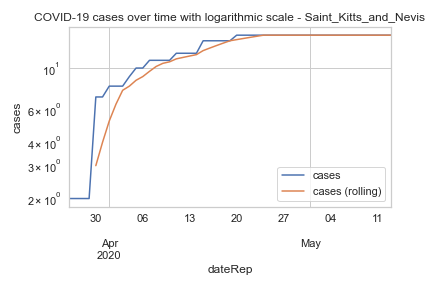 COVID-19 cases over time with logarithmic scale - Saint_Kitts_and_Nevis
cases
10¹
6 × 10⁰
4 × 10⁰
3 × 10⁰
2 × 10⁰
cases
cases (rolling)
30 06 13 20 27 04 11
Apr May
2020
dateRep